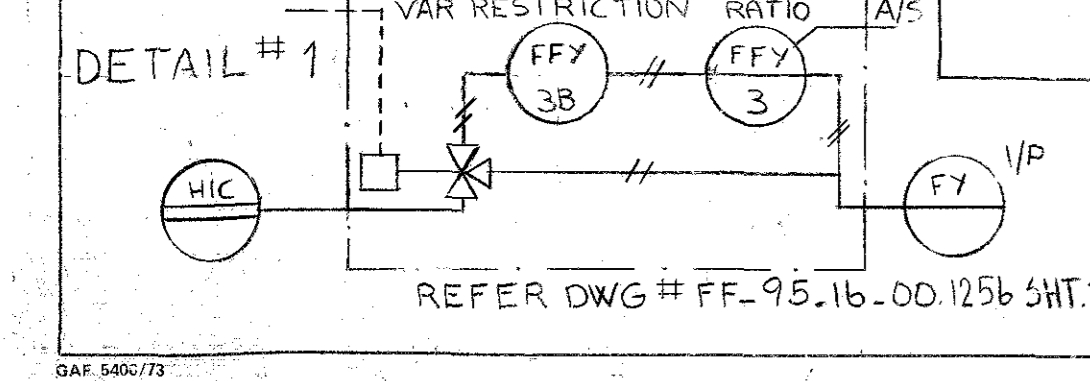 VAR RESTRICTION RATIO A/S
DETAIL # 1
FFY
3B
FFY
3
HIC
FY
I/P
REFER DWG # FF-95-16-00.1256 SHT.
GAF 5406/73